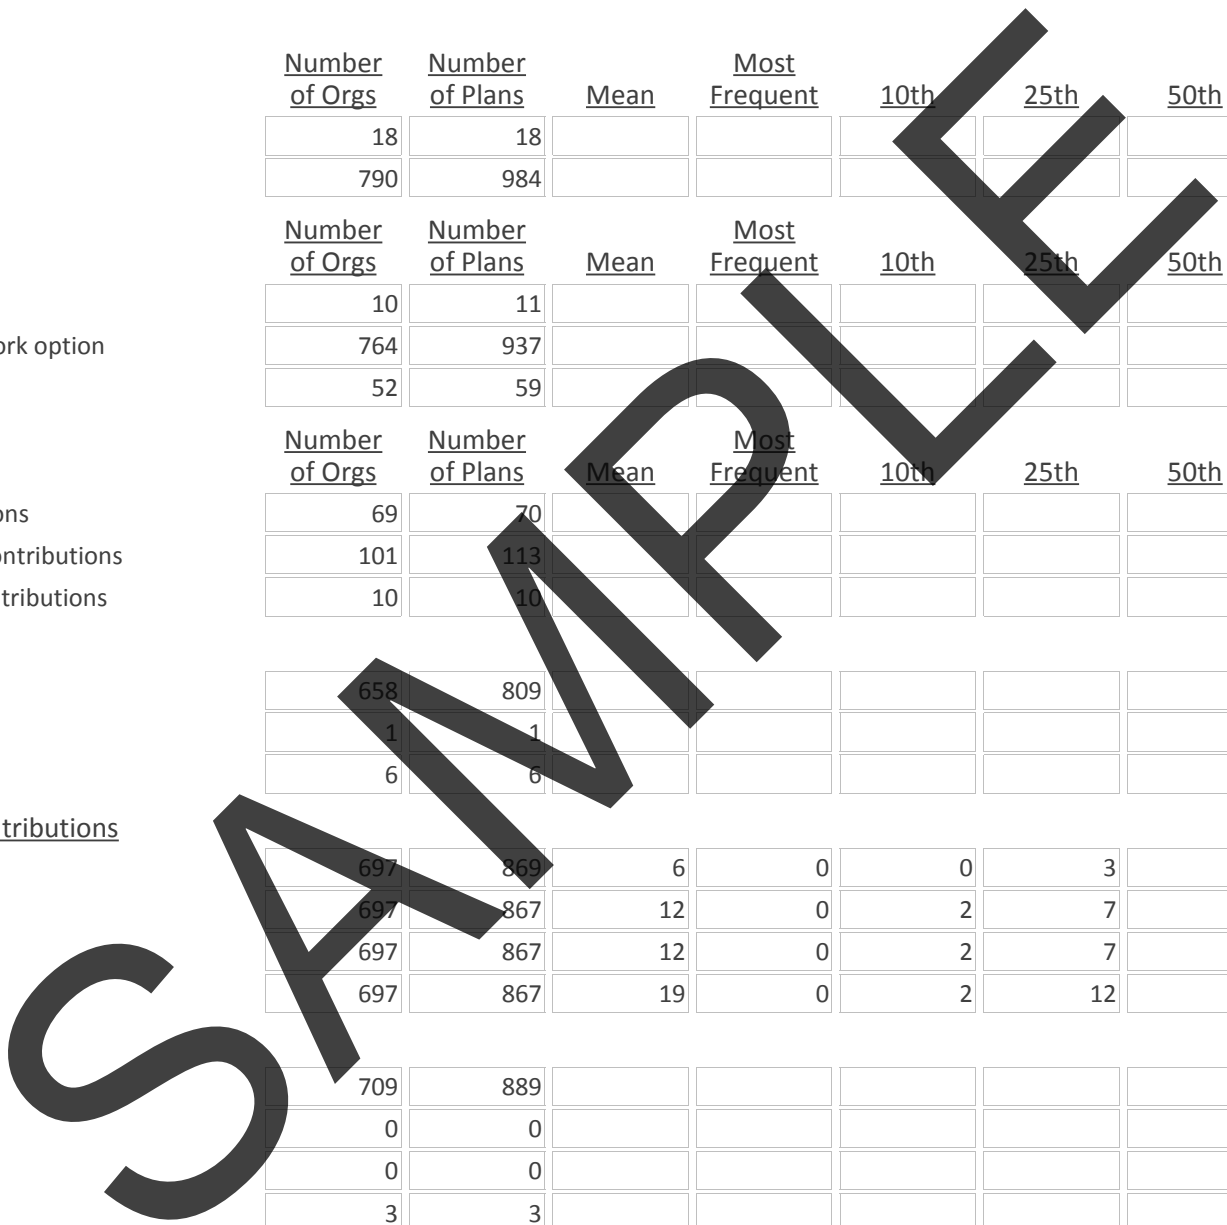 Number Number Most
of Orgs of Plans Mean Frequent 10th 25th 50th
18 18
790 984
Number Number Most
of Orgs of Plans Mean Frequent 10th 25th 50th
10 11
ork option 764 937
52 59
Number Number Most
of Orgs of Plans Mean Frequent 10th 25th 50th
ons 69 70
ontributions 101 113
tributions 10 10
658 809
1 1
6 6
tributions
697 869 6 0 0 3
697 867 12 0 2 7
697 867 12 0 2 7
697 867 19 0 2 12
709 889
0 0
0 0
3 3
SAMPLE